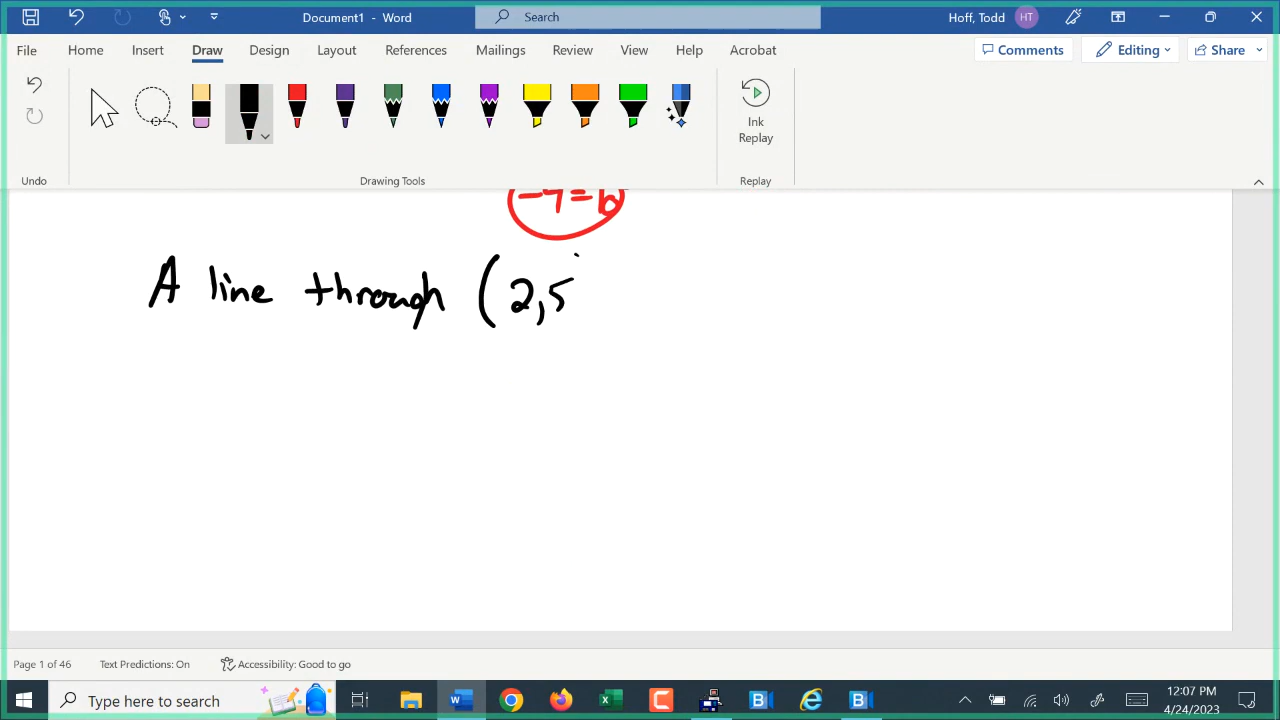 Document1 - Word
Search
Hoff, Todd HT
File Home Insert Draw Design Layout References Mailings Review View Help Acrobat Comments Editing Share
Ink
Replay
Undo Drawing Tools Replay
-4 = b
A line through (2,5
Page 1 of 46 Text Predictions: On Accessibility: Good to go
Type here to search
12:07 PM
4/24/2023